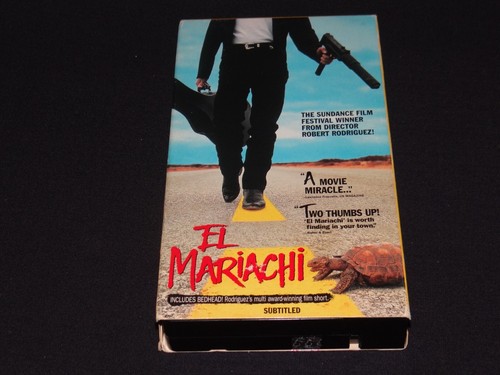 THE SUNDANCE FILM
FESTIVAL WINNER
FROM DIRECTOR
ROBERT RODRIGUEZ!
"A MOVIE
MIRACLE..."
"TWO THUMBS UP!
'El Mariachi' is worth
finding in your town."
EL
MARIACHI
INCLUDES BEDHEAD! Rodriguez's multi award-winning film short.
SUBTITLED